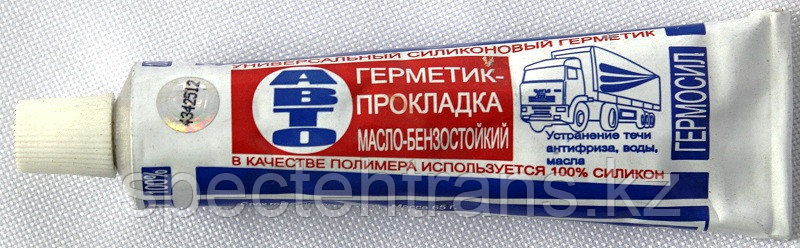 УНИВЕРСАЛЬНЫЙ СИЛИКОНОВЫЙ ГЕРМЕТИК
АВТО
ГЕРМЕТИК-
ПРОКЛАДКА
МАСЛО-БЕНЗОСТОЙКИЙ
Устранение течи
антифриза, воды,
масла
В КАЧЕСТВЕ ПОЛИМЕРА ИСПОЛЬЗУЕТСЯ 100% СИЛИКОН
ГЕРМОСИЛ
4342512
100%
spectehtrans.kz